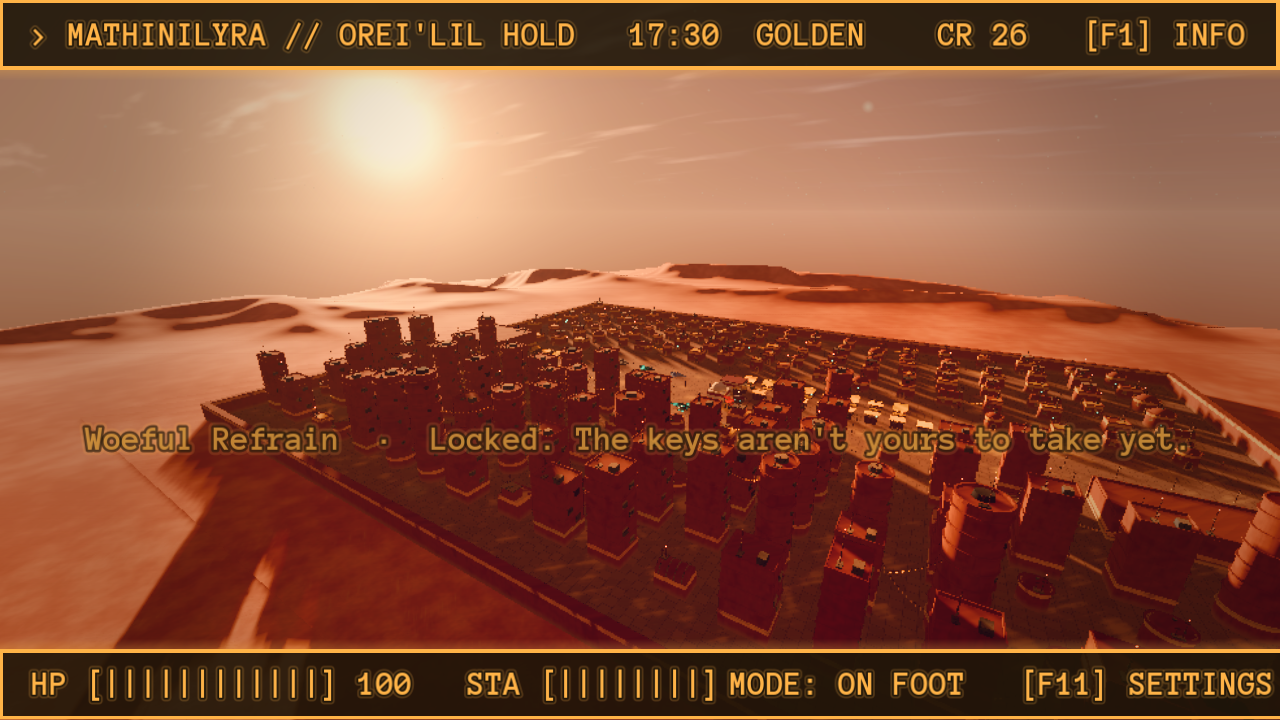 > MATHINILYRA // OREI'LIL HOLD 17:30 GOLDEN CR 26 [F1] INFO
Woeful Refrain · Locked. The keys aren't yours to take yet.
HP [||||||||||||] 100 STA [||||||||] MODE: ON FOOT [F11] SETTINGS